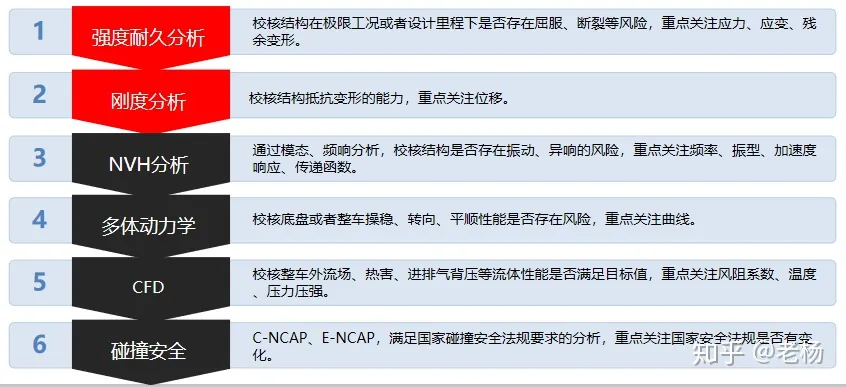 1
强度耐久分析
校核结构在极限工况或者设计里程下是否存在屈服、断裂等风险，重点关注应力、应变、残
余变形。
2
刚度分析
校核结构抵抗变形的能力，重点关注位移。
3
NVH分析
通过模态、频响分析，校核结构是否存在振动、异响的风险，重点关注频率、振型、加速度
响应、传递函数。
4
多体动力学
校核底盘或者整车操稳、转向、平顺性能是否存在风险，重点关注曲线。
5
CFD
校核整车外流场、热害、进排气背压等流体性能是否满足目标值，重点关注风阻系数、温度
、压力压强。
6
碰撞安全
C-NCAP、E-NCAP，满足国家碰撞安全法规要求的分析，重点关注国家安全法规是否有变
化。
知乎 @老杨